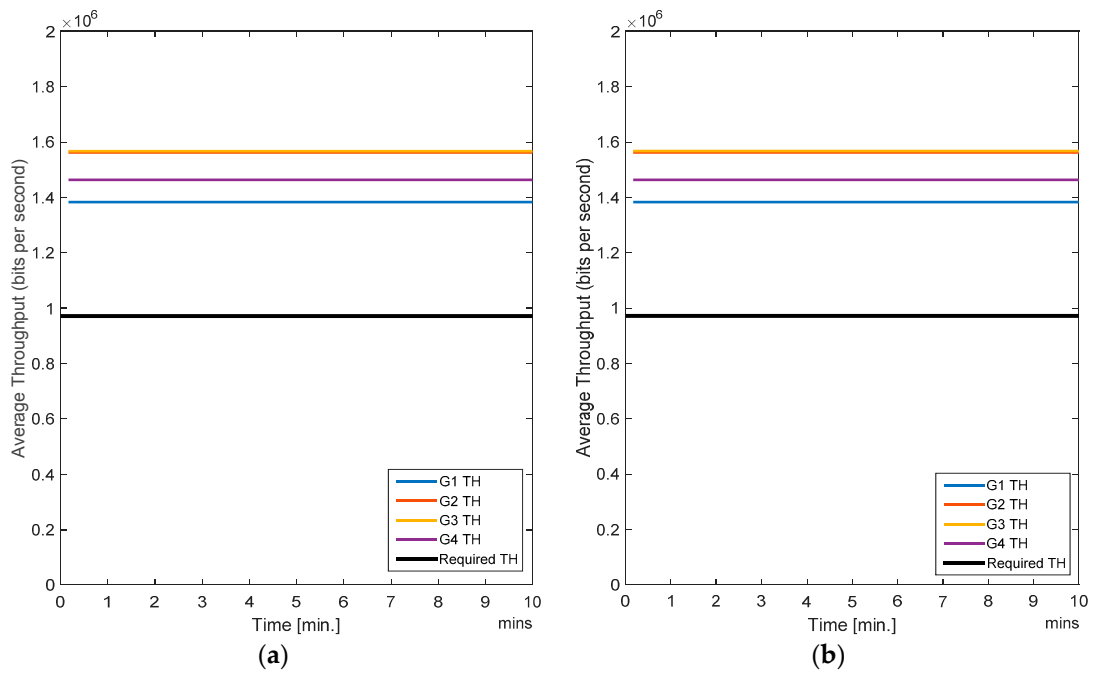 ×10⁶
2
1.8
1.6
1.4
1.2
1
0.8
0.6
0.4
0.2
0
Average Throughput (bits per second)
G1 TH
G2 TH
G3 TH
G4 TH
Required TH
0 1 2 3 4 5 6 7 8 9 10
Time [min.]
mins
(a)
×10⁶
2
1.8
1.6
1.4
1.2
1
0.8
0.6
0.4
0.2
0
Average Throughput (bits per second)
G1 TH
G2 TH
G3 TH
G4 TH
Required TH
0 1 2 3 4 5 6 7 8 9 10
Time [min.]
mins
(b)